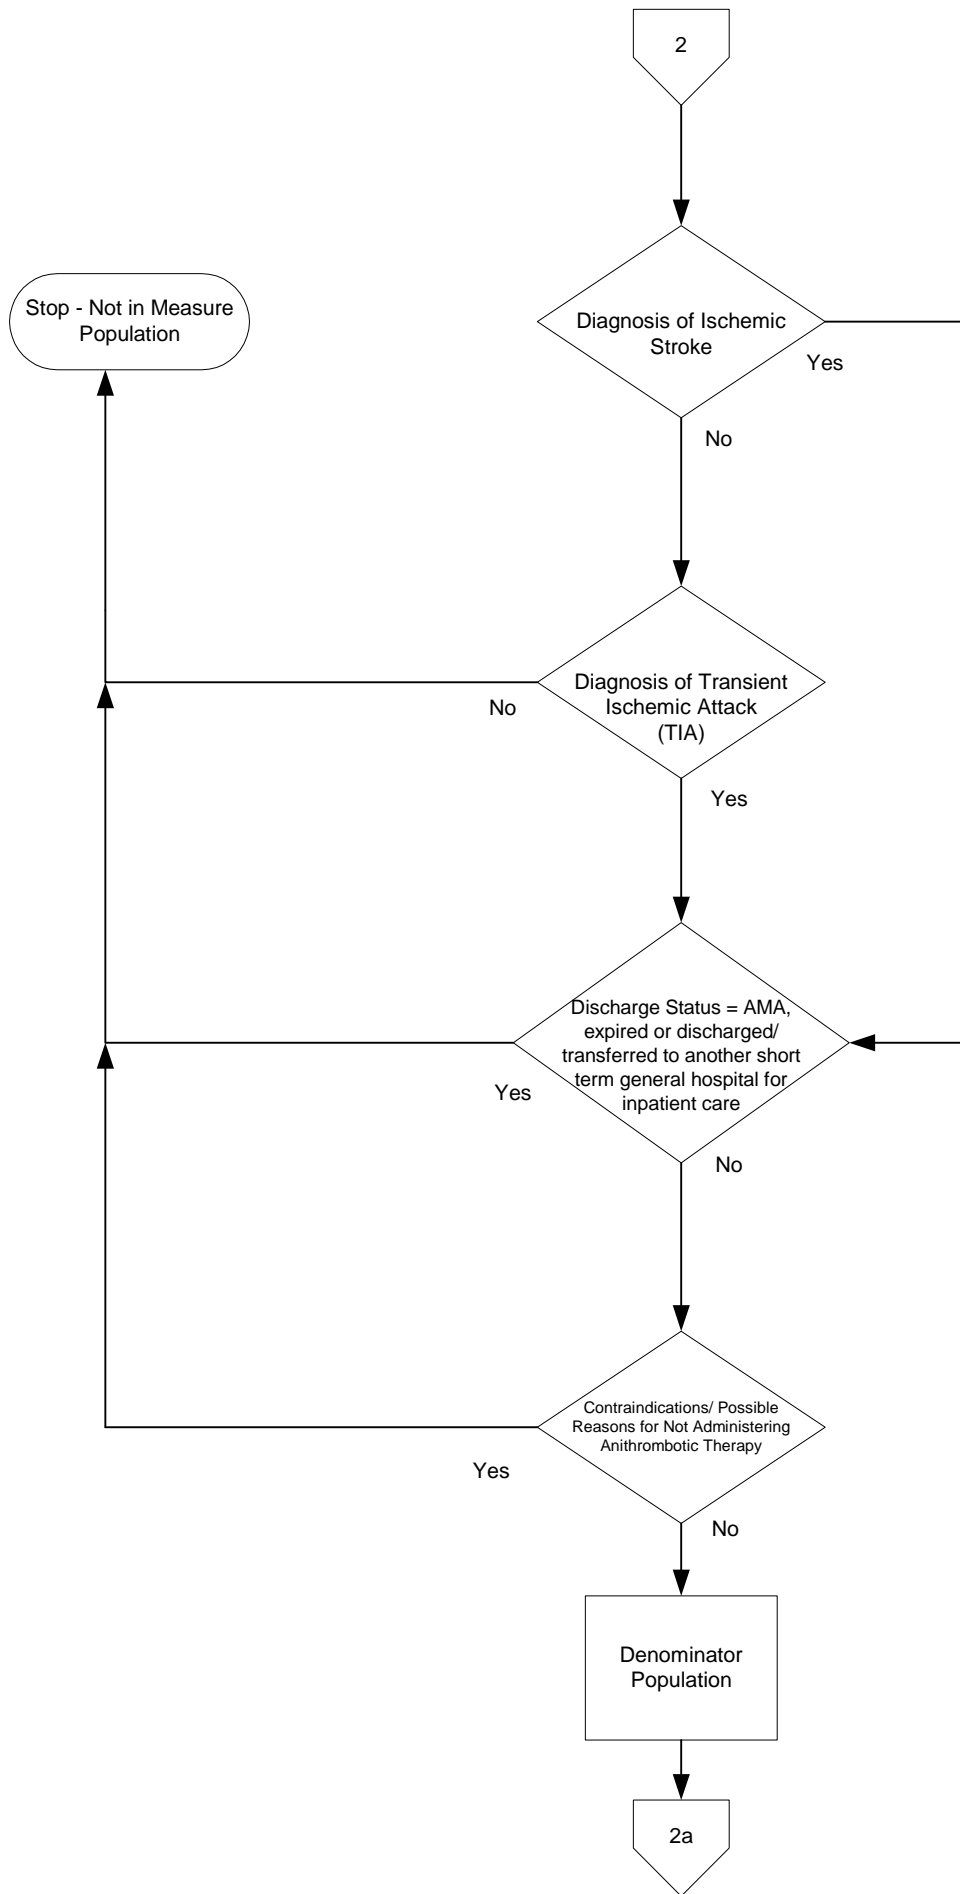 2
Diagnosis of Ischemic
Stroke
Yes
Stop - Not in Measure
Population
No
Diagnosis of Transient
Ischemic Attack
(TIA)
No
Yes
Discharge Status = AMA,
expired or discharged/
transferred to another short
term general hospital for
inpatient care
Yes
No
Contraindications/ Possible
Reasons for Not Administering
Anithrombotic Therapy
Yes
No
Denominator
Population
2a